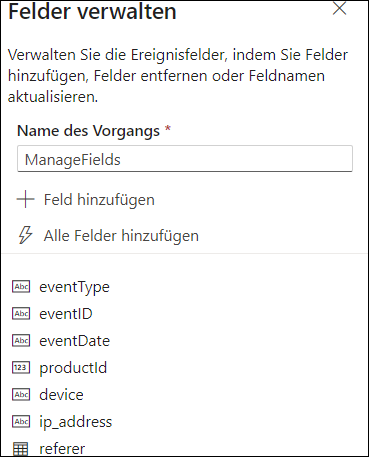 Felder verwalten
Verwalten Sie die Ereignisfelder, indem Sie Felder
hinzufügen, Felder entfernen oder Feldnamen
aktualisieren.
Name des Vorgangs *
ManageFields
Feld hinzufügen
Alle Felder hinzufügen
Abc eventType
Abc eventID
Abc eventDate
123 productId
Abc device
Abc ip_address
referer